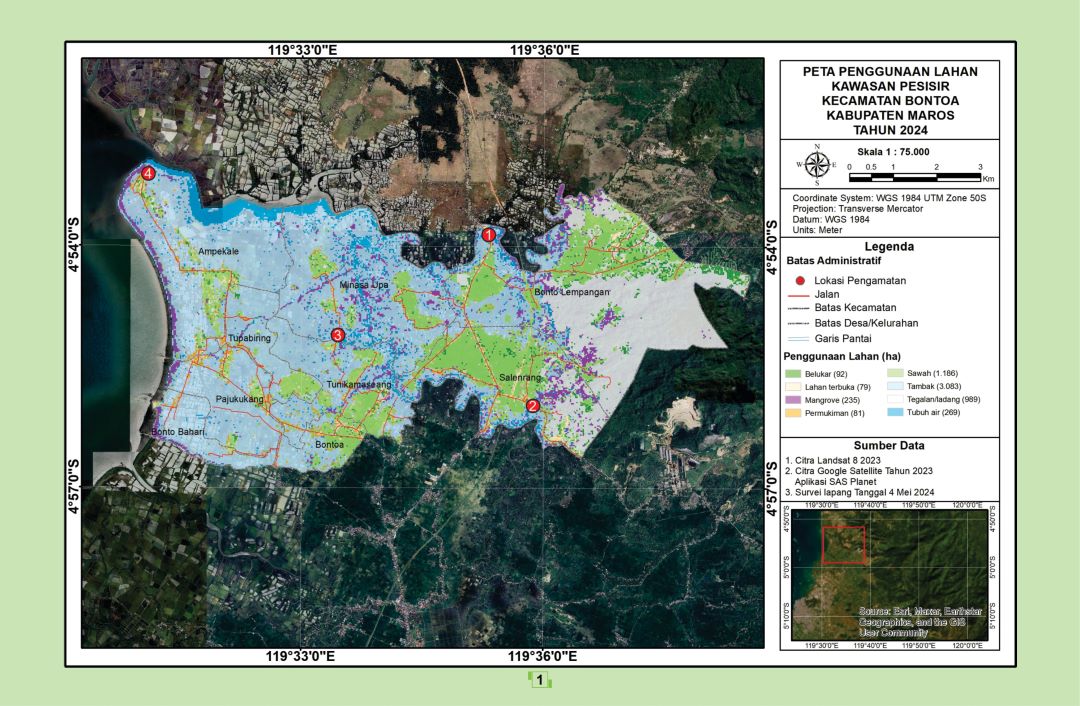 119°33'0"E
119°36'0"E
4°54'0"S
4°57'0"S
4°54'0"S
4°57'0"S
4
1
3
2
Ampekale
Minasa Upa
Bonto Lempangan
Tupabiring
Tunikamaseang
Salenrang
Pajukukang
Bonto Bahari
Bontoa
119°33'0"E
119°36'0"E
PETA PENGGUNAAN LAHAN
KAWASAN PESISIR
KECAMATAN BONTOA
KABUPATEN MAROS
TAHUN 2024
N
W E
S
Skala 1 : 75.000
0 0.5 1 2 3
Km
Coordinate System: WGS 1984 UTM Zone 50S
Projection: Transverse Mercator
Datum: WGS 1984
Units: Meter
Legenda
Batas Administratif
Lokasi Pengamatan
Jalan
Batas Kecamatan
Batas Desa/Kelurahan
Garis Pantai
Penggunaan Lahan (ha)
Belukar (92)
Lahan terbuka (79)
Mangrove (235)
Permukiman (81)
Sawah (1.186)
Tambak (3.083)
Tegalan/ladang (989)
Tubuh air (269)
Sumber Data
1. Citra Landsat 8 2023
2. Citra Google Satellite Tahun 2023
Aplikasi SAS Planet
3. Survei lapang Tanggal 4 Mei 2024
119°30'0"E 119°40'0"E 119°50'0"E 120°0'0"E
4°50'0"S
5°0'0"S
5°10'0"S
4°50'0"S
5°0'0"S
5°10'0"S
Source: Esri, Maxar, Earthstar
Geographics, and the GIS
User Community
119°30'0"E 119°40'0"E 119°50'0"E 120°0'0"E
1